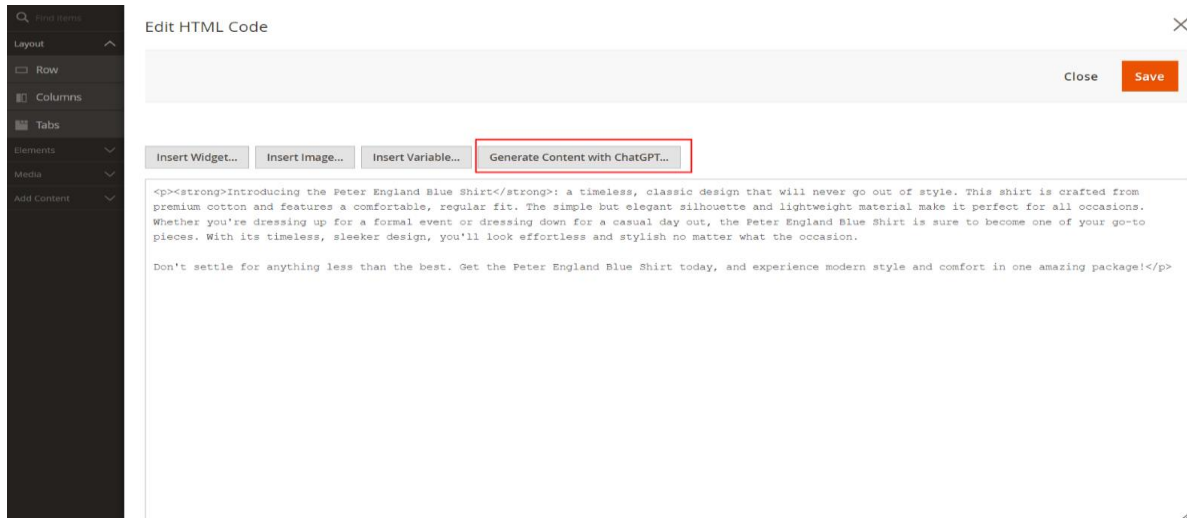 Find items
Edit HTML Code
Layout
Row
Columns
Tabs
Elements
Media
Add Content
Close
Save
Insert Widget...
Insert Image...
Insert Variable...
Generate Content with ChatGPT...
<p><strong>Introducing the Peter England Blue Shirt</strong>: a timeless, classic design that will never go out of style. This shirt is crafted from
premium cotton and features a comfortable, regular fit. The simple but elegant silhouette and lightweight material make it perfect for all occasions.
Whether you're dressing up for a formal event or dressing down for a casual day out, the Peter England Blue Shirt is sure to become one of your go-to
pieces. With its timeless, sleeker design, you'll look effortless and stylish no matter what the occasion.
Don't settle for anything less than the best. Get the Peter England Blue Shirt today, and experience modern style and comfort in one amazing package!</p>